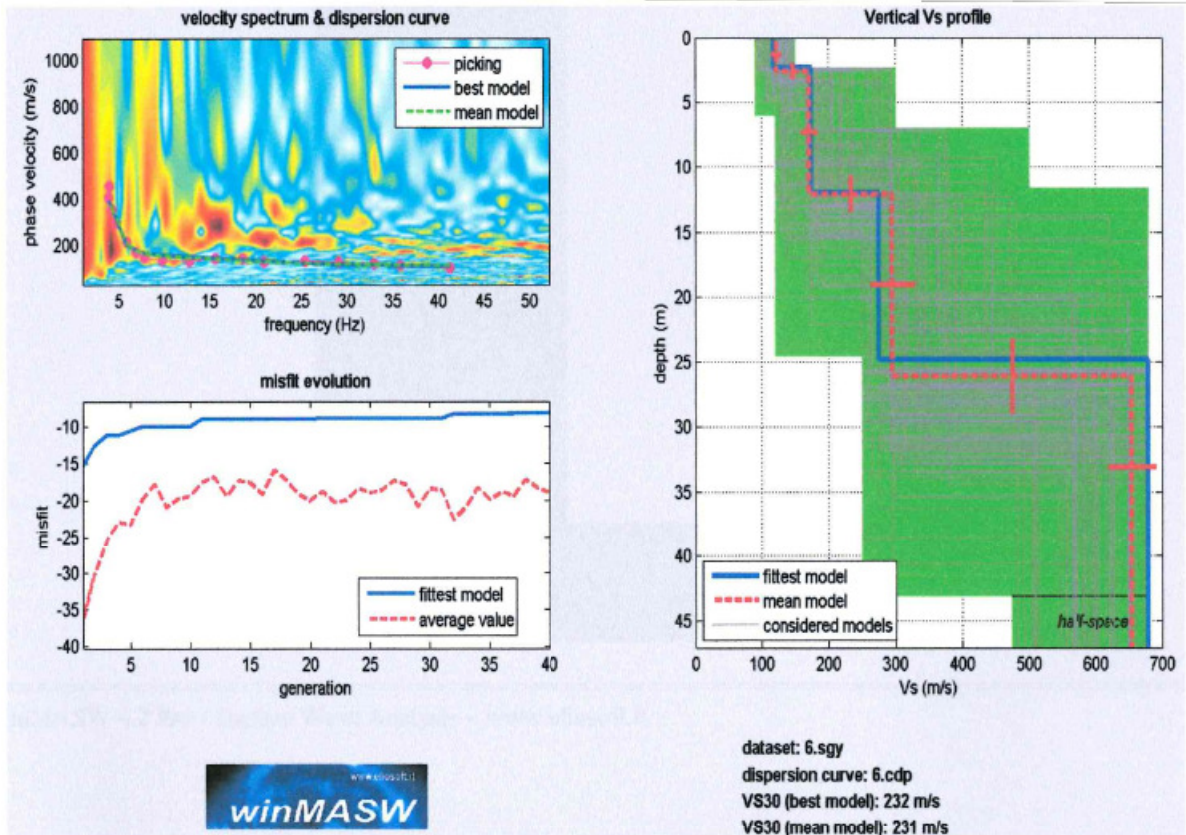 velocity spectrum & dispersion curve
1000
800
600
400
200
phase velocity (m/s)
picking
best model
mean model
5 10 15 20 25 30 35 40 45 50
frequency (Hz)
misfit evolution
-10
-15
-20
-25
-30
-35
-40
misfit
fittest model
average value
5 10 15 20 25 30 35 40
generation
www.eliosoft.it
winMASW
Vertical Vs profile
0
5
10
15
20
25
30
35
40
45
depth (m)
fittest model
mean model
considered models
half-space
0 100 200 300 400 500 600 700
Vs (m/s)
dataset: 6.sgy
dispersion curve: 6.cdp
VS30 (best model): 232 m/s
VS30 (mean model): 231 m/s